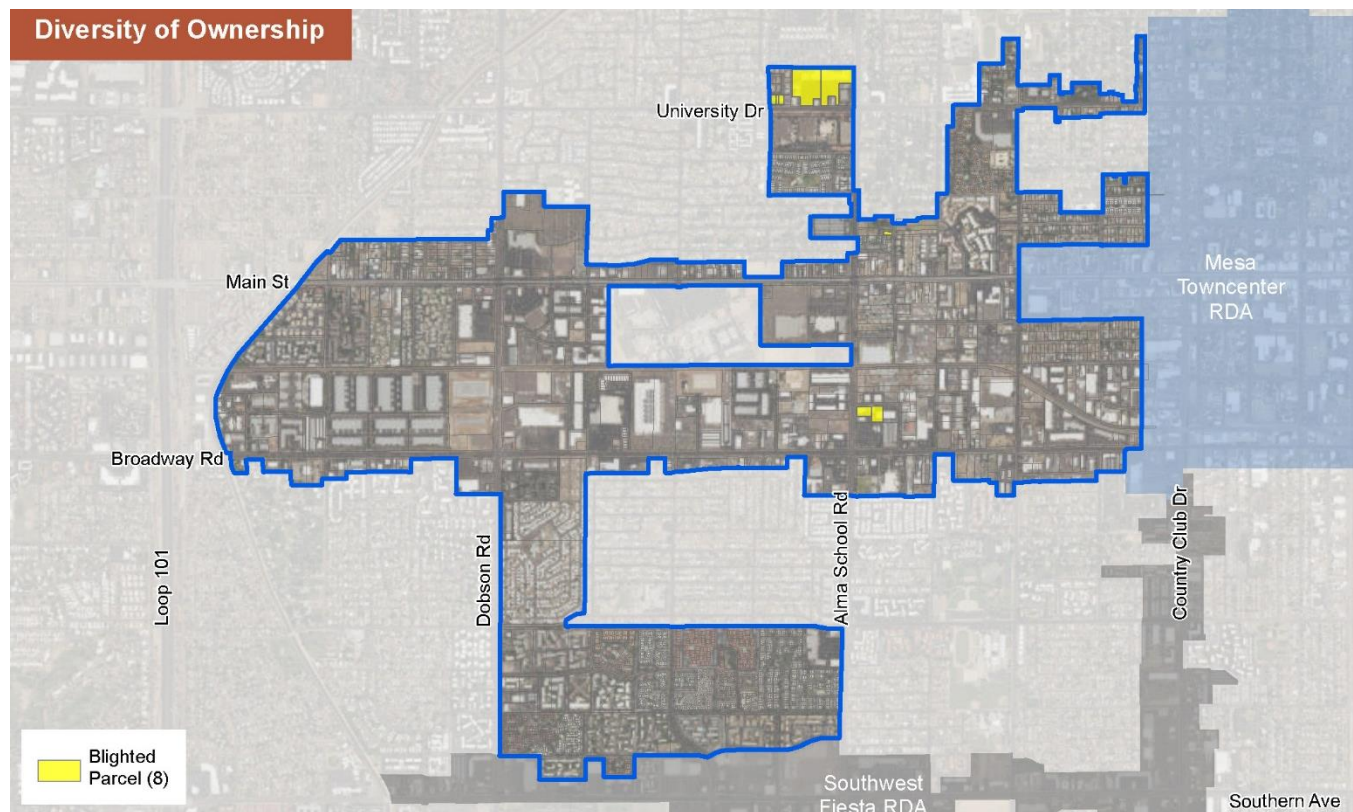 Diversity of Ownership
University Dr
Main St
Mesa
Towncenter
RDA
Broadway Rd
Loop 101
Dobson Rd
Alma School Rd
Country Club Dr
Blighted
Parcel (8)
Southwest
Fiesta RDA
Southern Ave